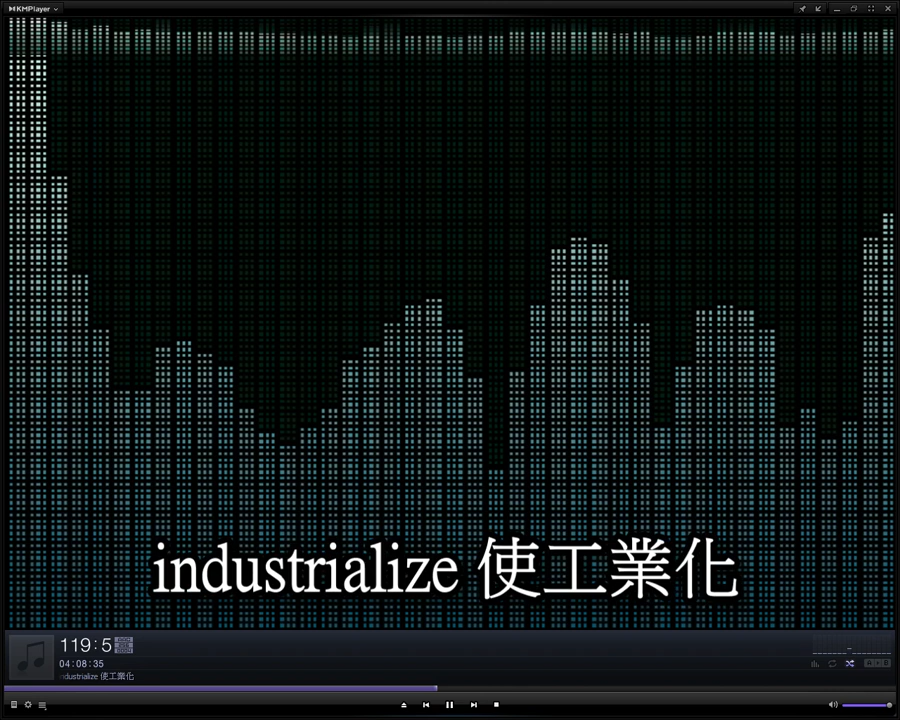 KMPlayer
industrialize 使工業化
119:5
04:08:35
ndustrialize 使工業化
A B